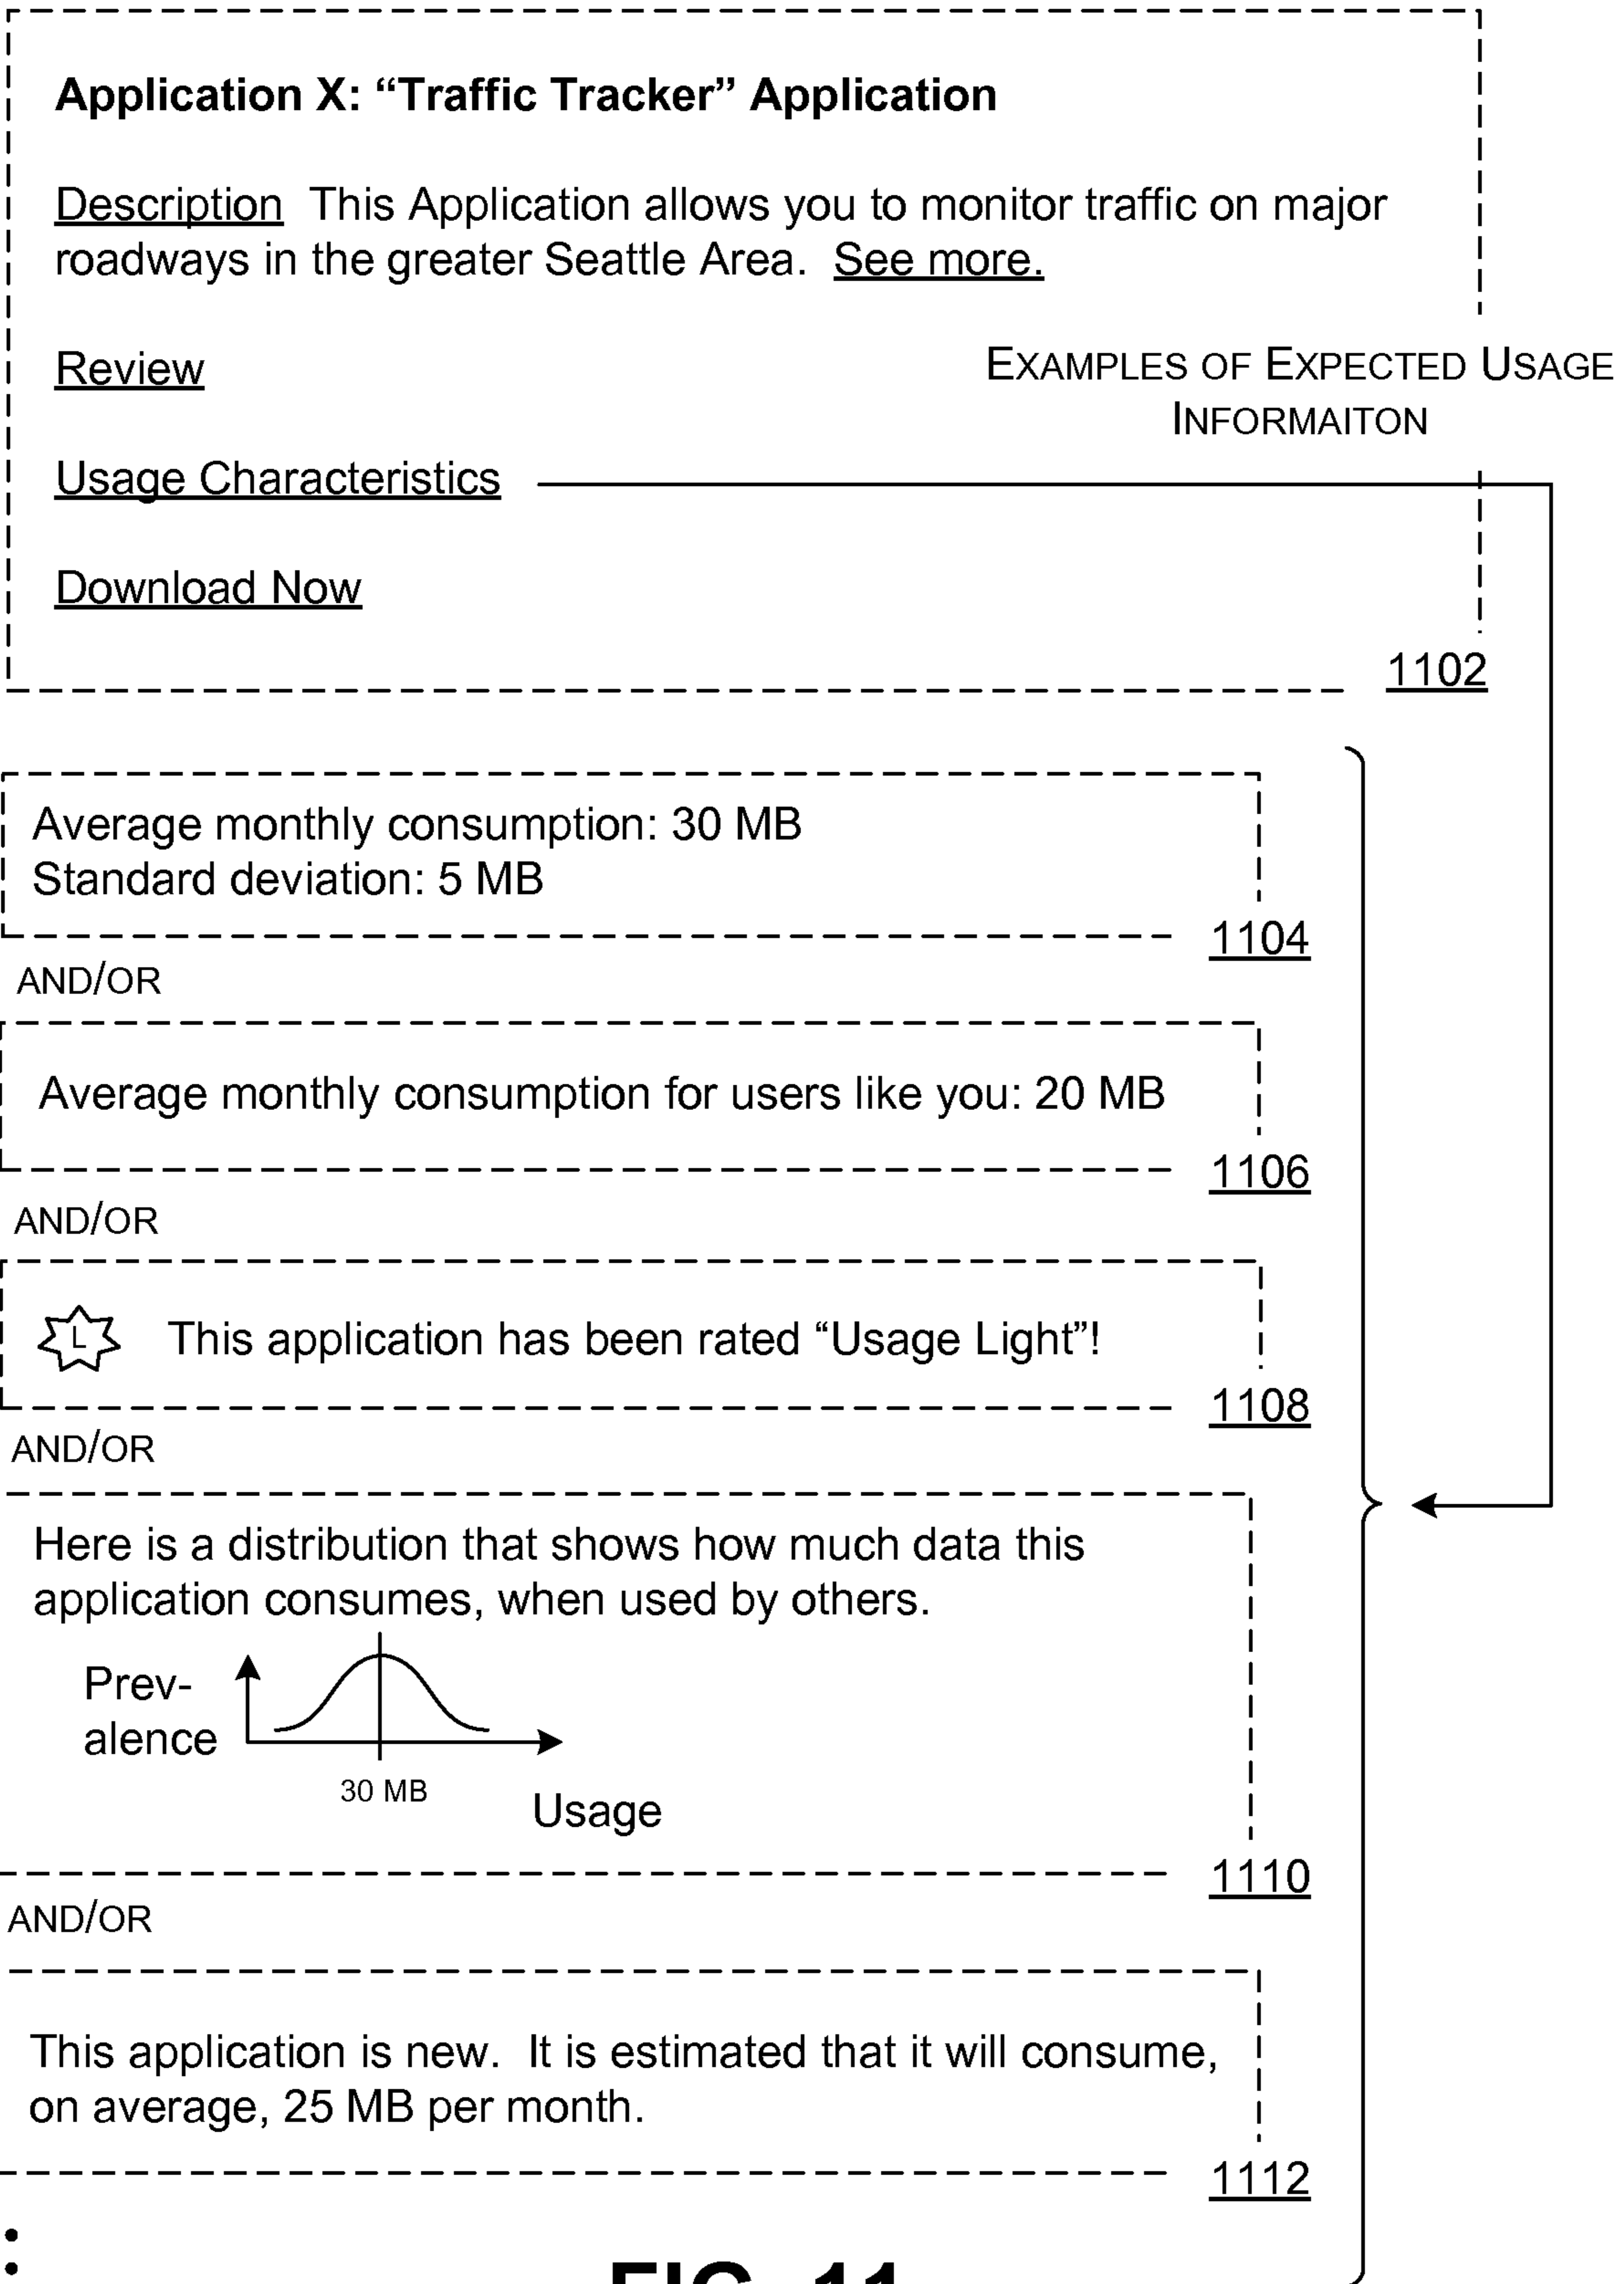 Application X: “Traffic Tracker” Application
Description  This Application allows you to monitor traffic on major
roadways in the greater Seattle Area.  See more.
Review
EXAMPLES OF EXPECTED USAGE
INFORMAITON
Usage Characteristics
Download Now
1102
Average monthly consumption: 30 MB
Standard deviation: 5 MB
1104
AND/OR
Average monthly consumption for users like you: 20 MB
1106
AND/OR
L This application has been rated “Usage Light”!
1108
AND/OR
Here is a distribution that shows how much data this
application consumes, when used by others.
Prev-
alence
30 MB
Usage
1110
AND/OR
This application is new.  It is estimated that it will consume,
on average, 25 MB per month.
1112
FIG. 11